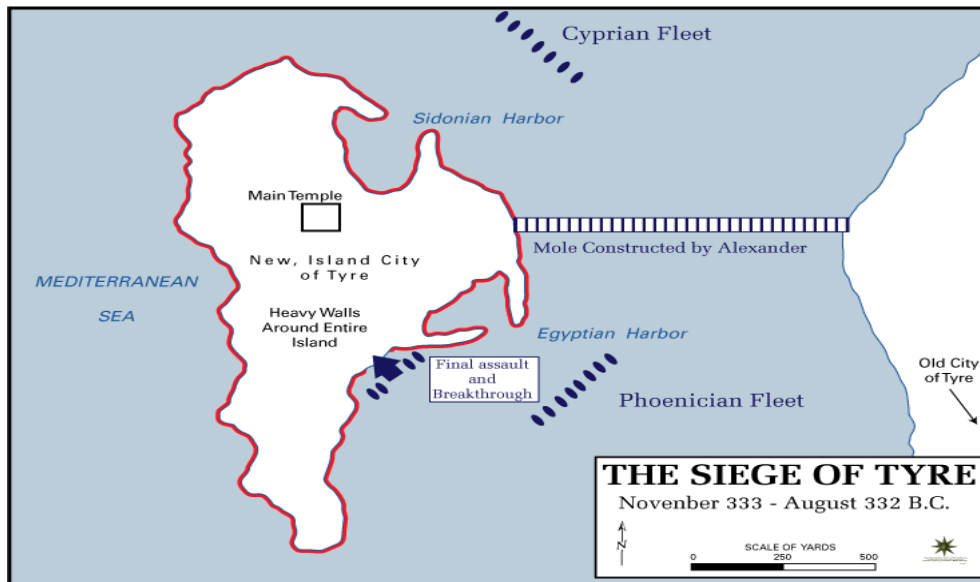 Cyprian Fleet
Sidonian Harbor
Main Temple
Mole Constructed by Alexander
New, Island City
of Tyre
MEDITERRANEAN
SEA
Heavy Walls
Around Entire
Island
Egyptian Harbor
Final assault
and
Breakthrough
Old City
of Tyre
Phoenician Fleet
THE SIEGE OF TYRE
Novenber 333 - August 332 B.C.
N
SCALE OF YARDS
0 250 500